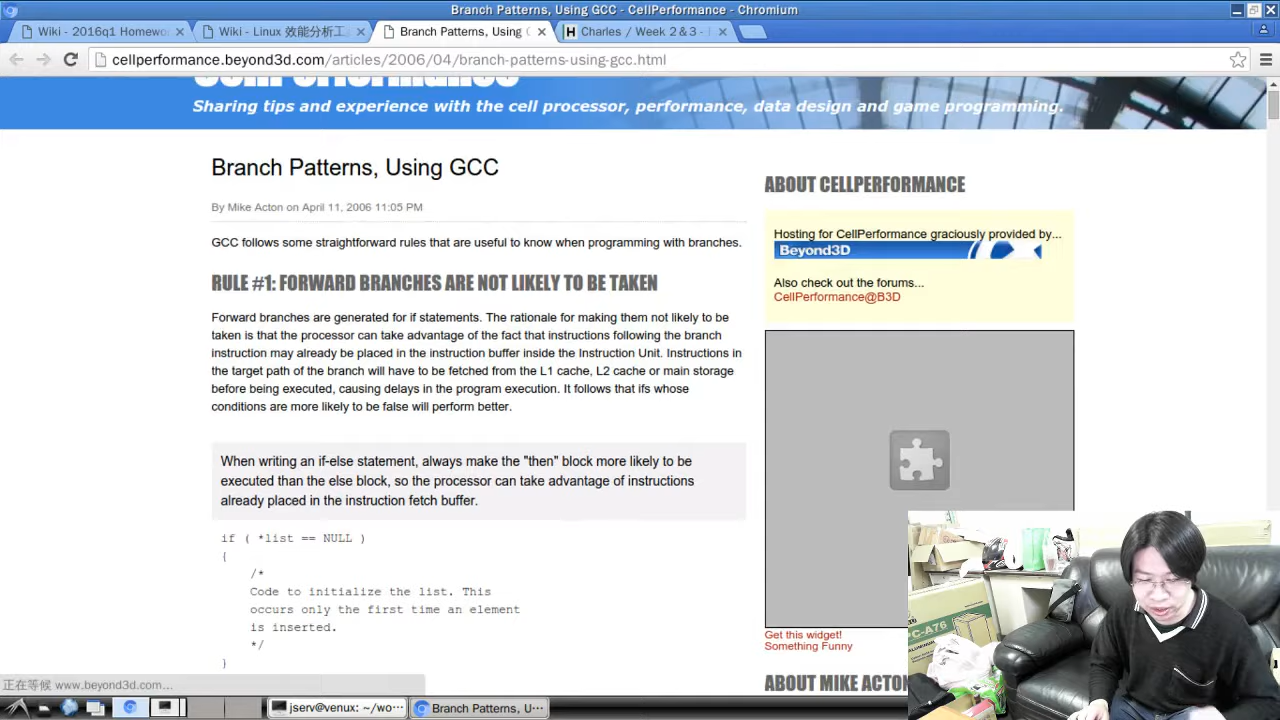 Branch Patterns, Using GCC - CellPerformance - Chromium
Wiki - 2016q1 Homewo
Wiki - Linux 效能分析工
Branch Patterns, Using
Charles / Week 2&3 -
cellperformance.beyond3d.com/articles/2006/04/branch-patterns-using-gcc.html
Sharing tips and experience with the cell processor, performance, data design and game programming.
Branch Patterns, Using GCC
By Mike Acton on April 11, 2006 11:05 PM
GCC follows some straightforward rules that are useful to know when programming with branches.
RULE #1: FORWARD BRANCHES ARE NOT LIKELY TO BE TAKEN
Forward branches are generated for if statements. The rationale for making them not likely to be
taken is that the processor can take advantage of the fact that instructions following the branch
instruction may already be placed in the instruction buffer inside the Instruction Unit. Instructions in
the target path of the branch will have to be fetched from the L1 cache, L2 cache or main storage
before being executed, causing delays in the program execution. It follows that ifs whose
conditions are more likely to be false will perform better.
When writing an if-else statement, always make the "then" block more likely to be
executed than the else block, so the processor can take advantage of instructions
already placed in the instruction fetch buffer.
if ( *list == NULL )
{
/*
Code to initialize the list. This
occurs only the first time an element
is inserted.
*/
}
ABOUT CELLPERFORMANCE
Hosting for CellPerformance graciously provided by...
Beyond3D
Also check out the forums...
CellPerformance@B3D
Get this widget!
Something Funny
ABOUT MIKE ACTON
PC-A76
正在等候 www.beyond3d.com...
jserv@venux: ~/wo...
Branch Patterns, U...